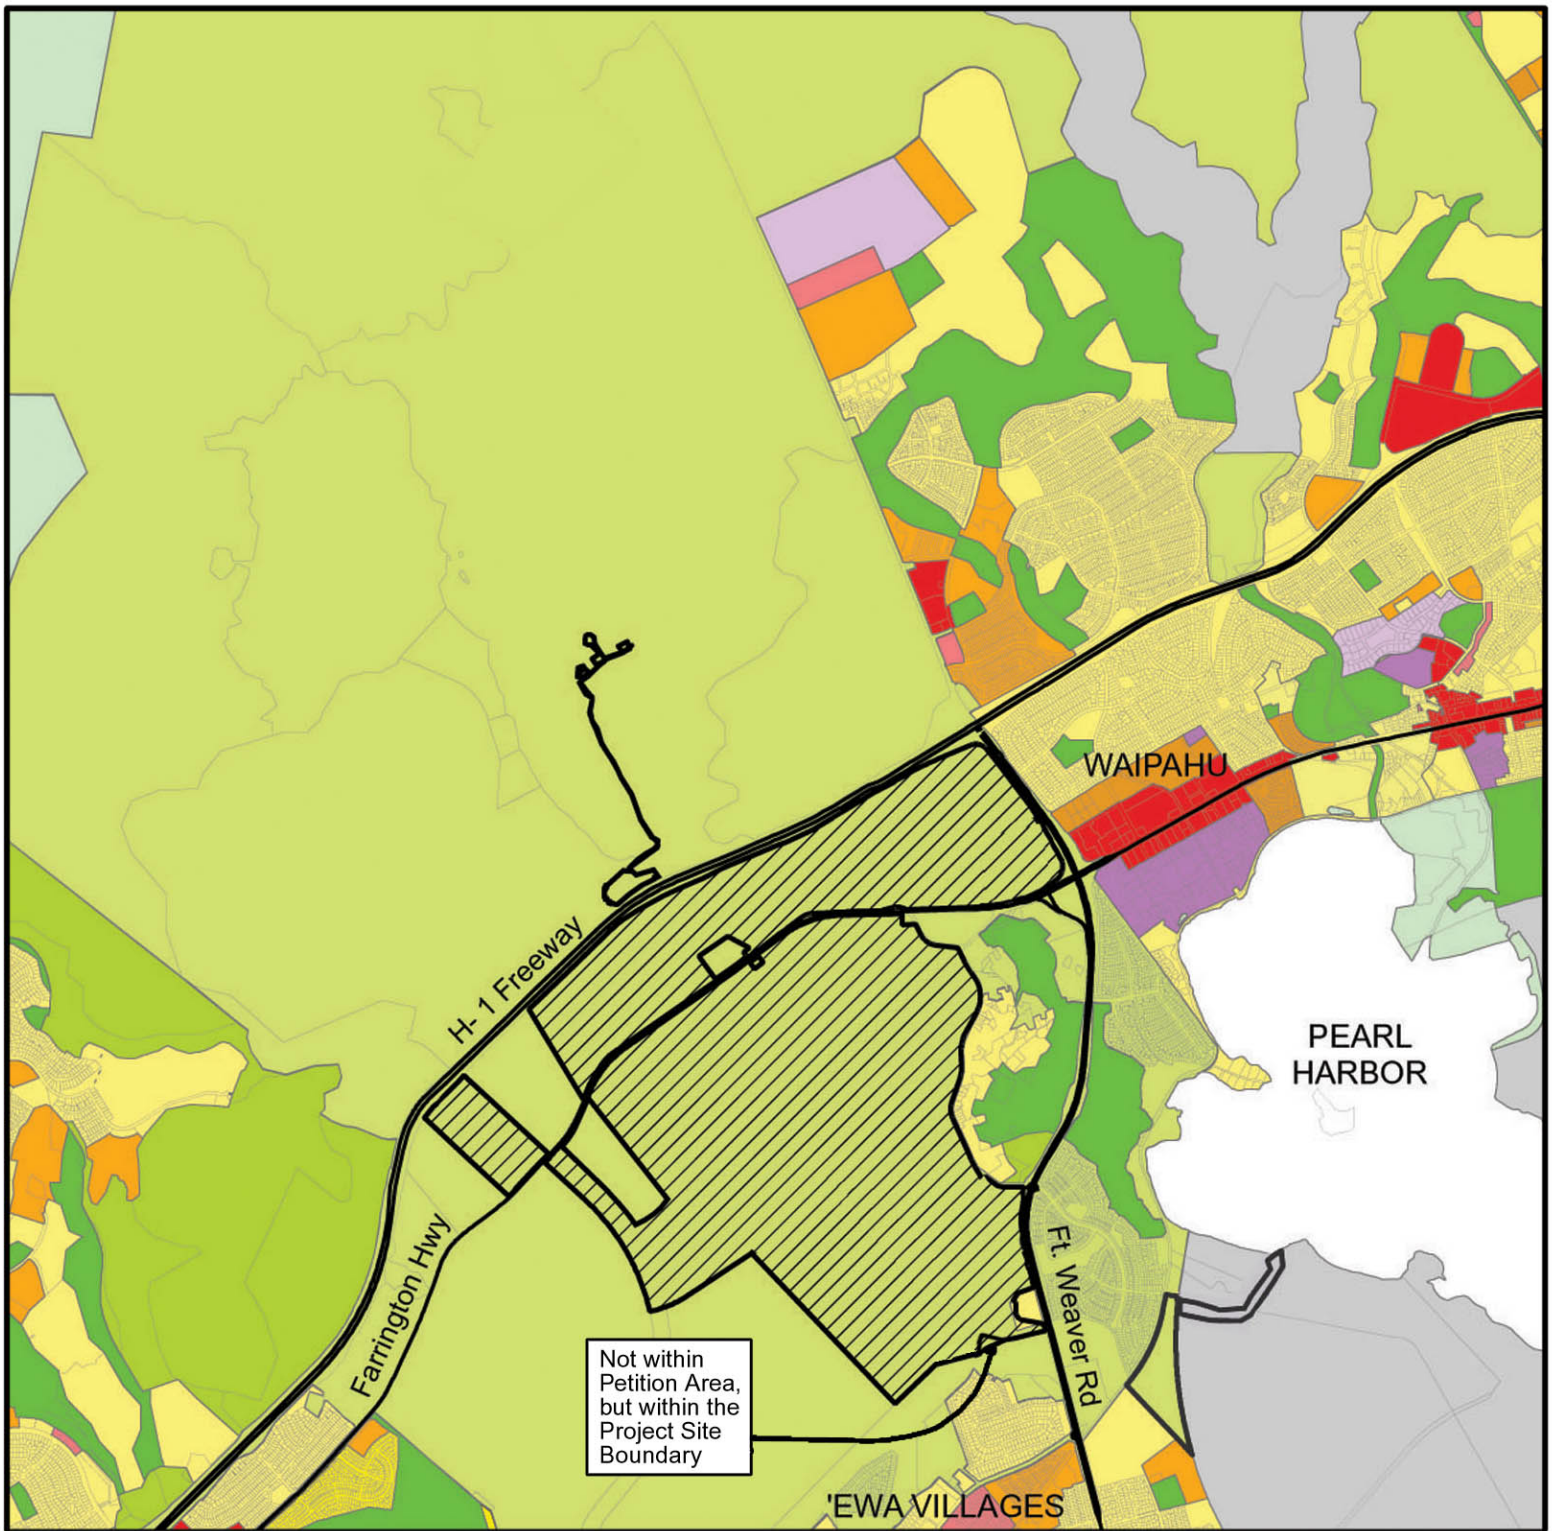 WAIPAHU
H- 1 Freeway
PEARL
HARBOR
Farrington Hwy
Ft. Weaver Rd
Not within
Petition Area,
but within the
Project Site
Boundary
'EWA VILLAGES